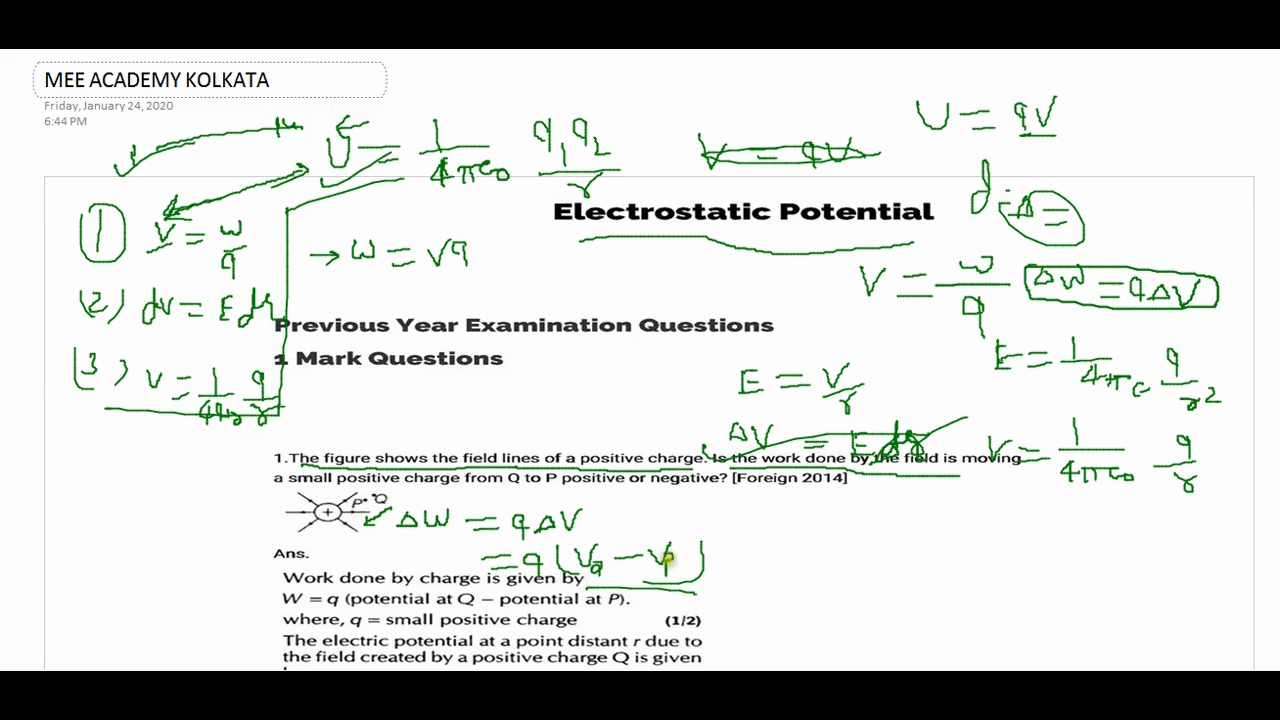 MEE ACADEMY KOLKATA
Friday, January 24, 2020
6:44 PM
U = 1/4πε₀ q₁q₂/r
V = qV
U = qV
Electrostatic Potential
1
V = w/q
→ w = Vq
V = w/q
ΔW = qΔV
(2) dV = E dr
Previous Year Examination Questions
1 Mark Questions
(3) V = 1/4πε₀ q/r
E = V/r
E = 1/4πε₀ q/r²
ΔV = E dr
V = 1/4πε₀ q/r
1.The figure shows the field lines of a positive charge. Is the work done by the field is moving
a small positive charge from Q to P positive or negative? [Foreign 2014]
+ P Q
ΔW = qΔV
Ans.
= q (VQ − VP)
Work done by charge is given by
W = q (potential at Q − potential at P).
where, q = small positive charge (1/2)
The electric potential at a point distant r due to
the field created by a positive charge Q is given